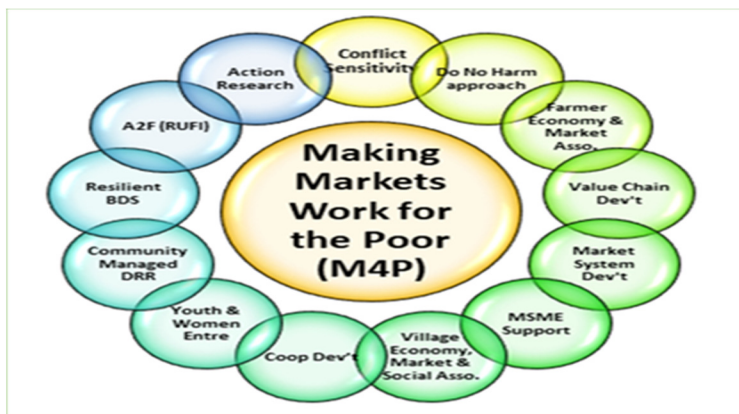 Making
Markets
Work for
the Poor
(M4P)
Conflict
Sensitivity
Do No Harm
approach
Farmer
Economy &
Market
Asso.
Value Chain
Dev't
Market
System
Dev't
MSME
Support
Village
Economy,
Market &
Social Asso.
Coop Dev't
Youth &
Women
Entre
Community
Managed
DRR
Resilient
BDS
A2F (RUFI)
Action
Research